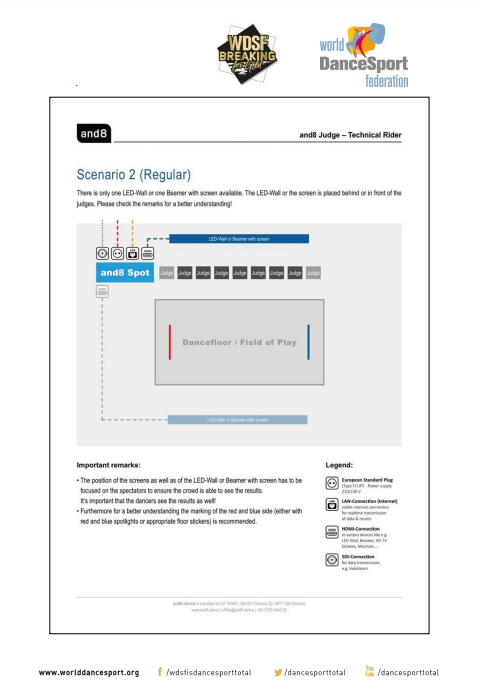 WDSF
BREAKING
for Gold
world
DanceSport
federation
and8
and8 Judge – Technical Rider
Scenario 2 (Regular)
There is only one LED-Wall or one Beamer with screen available. The LED-Wall or the screen is placed behind or in front of the
judges. Please check the remarks for a better understanding!
LED-Wall or Beamer with screen
and8 Spot
Judge Judge Judge Judge Judge Judge Judge Judge Judge
Dancefloor / Field of Play
LED-Wall or Beamer with screen
Important remarks:
• The position of the screens as well as of the LED-Wall or Beamer with screen has to be
focused on the spectators to ensure the crowd is able to see the results.
It's important that the dancers see the results as well!
• Furthermore for a better understanding the marking of the red and blue side (either with
red and blue spotlights or appropriate floor stickers) is recommended.
Legend:
European Standard Plug
(Type F) UPS - Power supply
220/230 V
LAN-Connection (Internet)
stable internet connection
for realtime transmission
of data & results
HDMI-Connection
to output devices like e.g.
LED-Wall, Beamer, HD-TV
Screens, Monitors ...
SDI-Connection
for data transmission,
e.g. livestream
www.worlddancesport.org
/wdsfisdancesporttotal
/dancesporttotal
You
Tube
/dancesporttotal